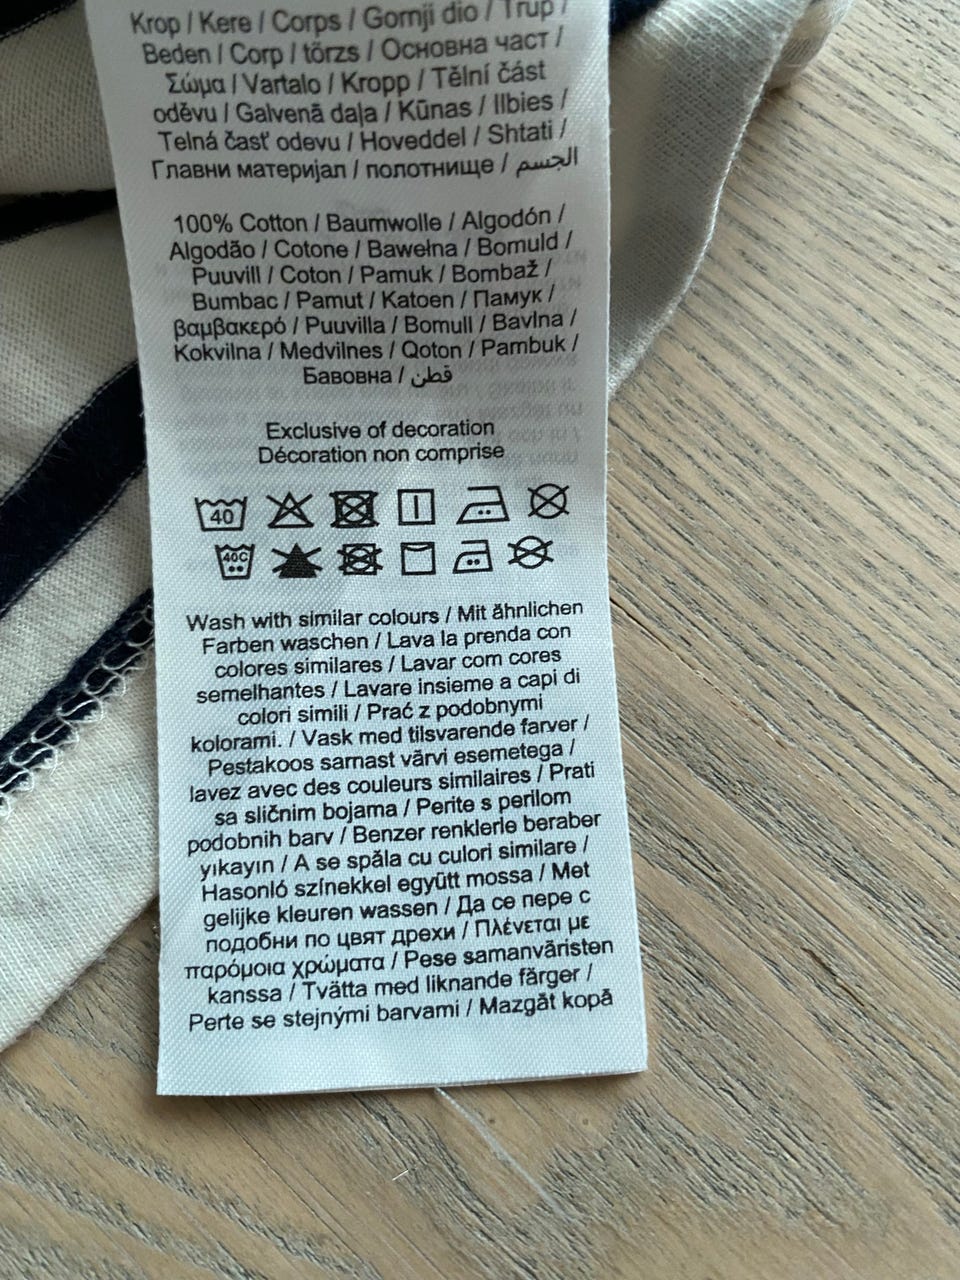 Krop / Kere / Corps / Gornji dio / Trup /
Beden / Corp / törzs / Основна част /
Σώμα / Vartalo / Kropp / Tělní část
oděvu / Galvenā daļa / Kūnas / Ilbies /
Telná časť odevu / Hoveddel / Shtati /
Главни материјал / полотнище / الجسم
100% Cotton / Baumwolle / Algodón /
Algodão / Cotone / Bawełna / Bomuld /
Puuvill / Coton / Pamuk / Bombaž /
Bumbac / Pamut / Katoen / Памук /
βαμβακερό / Puuvilla / Bomull / Bavlna /
Kokvilna / Medvilnes / Qoton / Pambuk /
Бавовна / قطن
Exclusive of decoration
Décoration non comprise
40
40C
Wash with similar colours / Mit ähnlichen
Farben waschen / Lava la prenda con
colores similares / Lavar com cores
semelhantes / Lavare insieme a capi di
colori simili / Prać z podobnymi
kolorami. / Vask med tilsvarende farver /
Pestakoos sarnast värvi esemetega /
lavez avec des couleurs similaires / Prati
sa sličnim bojama / Perite s perilom
podobnih barv / Benzer renklerle beraber
yıkayın / A se spăla cu culori similare /
Hasonló színekkel együtt mossa / Met
gelijke kleuren wassen / Да се пере с
подобни по цвят дрехи / Πλένεται με
παρόμοια χρώματα / Pese samanväristen
kanssa / Tvätta med liknande färger /
Perte se stejnými barvami / Mazgāt kopā